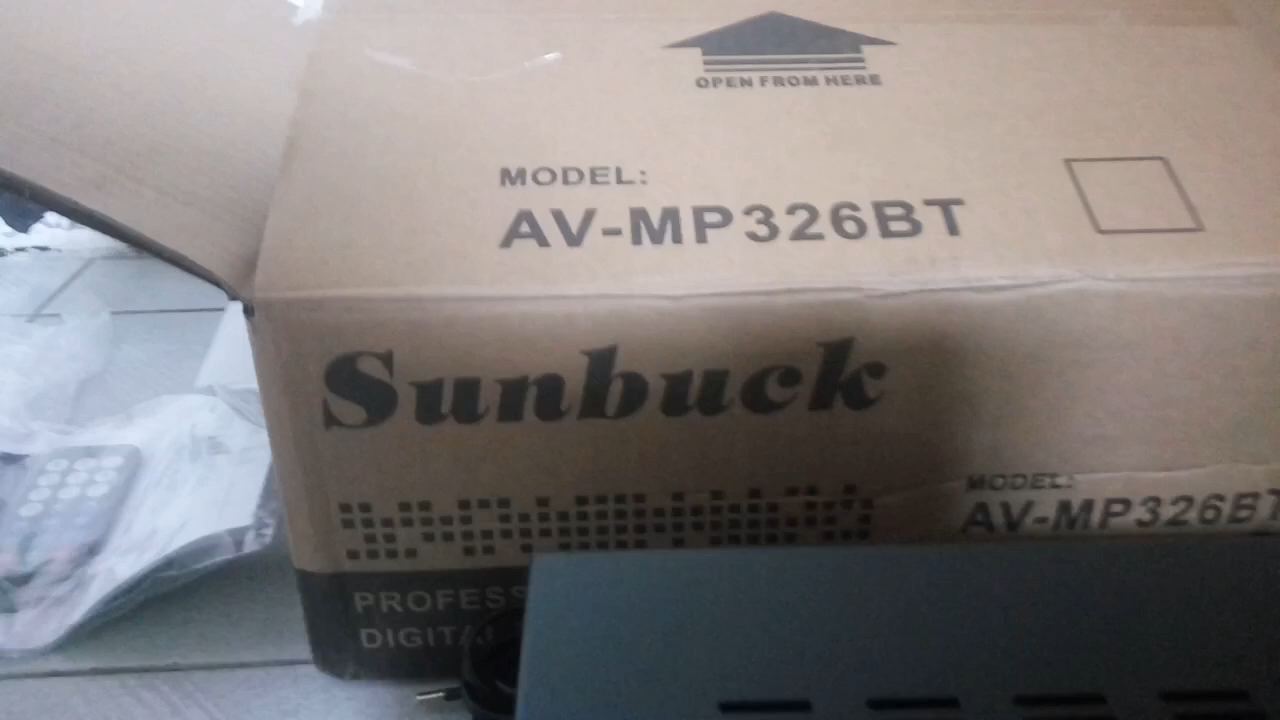 OPEN FROM HERE
MODEL:
AV-MP326BT
Sunbuck
MODEL:
AV-MP326BT